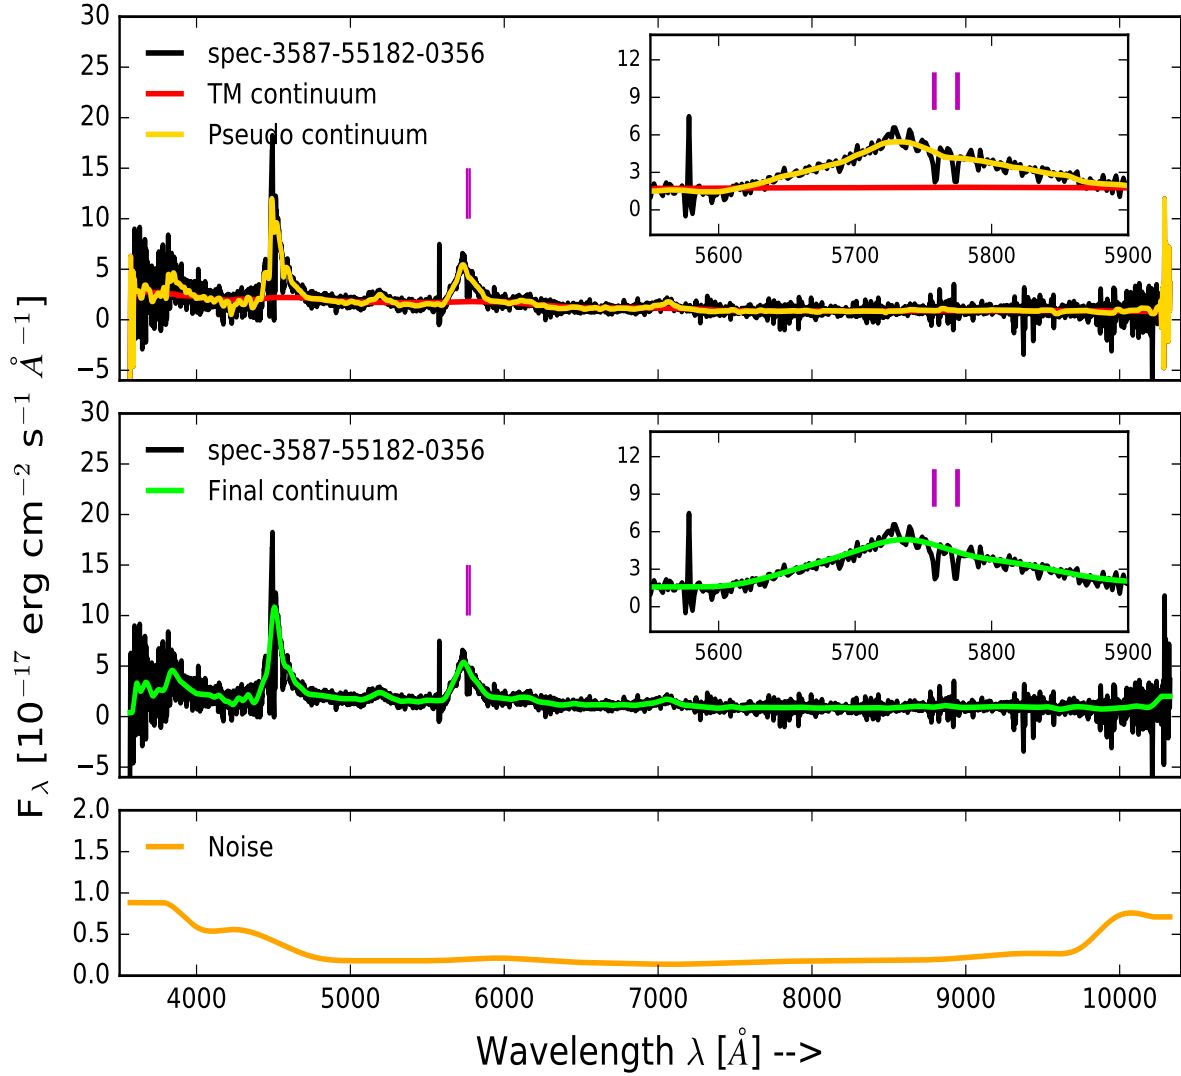 F_λ [10⁻¹⁷ erg cm⁻² s⁻¹ Å⁻¹]
30
25
20
15
10
5
0
−5
spec-3587-55182-0356
TM continuum
Pseudo continuum
12
9
6
3
0
5600 5700 5800 5900
30
25
20
15
10
5
0
−5
spec-3587-55182-0356
Final continuum
12
9
6
3
0
5600 5700 5800 5900
2.0
1.5
1.0
0.5
0.0
Noise
4000 5000 6000 7000 8000 9000 10000
Wavelength λ [Å] -->